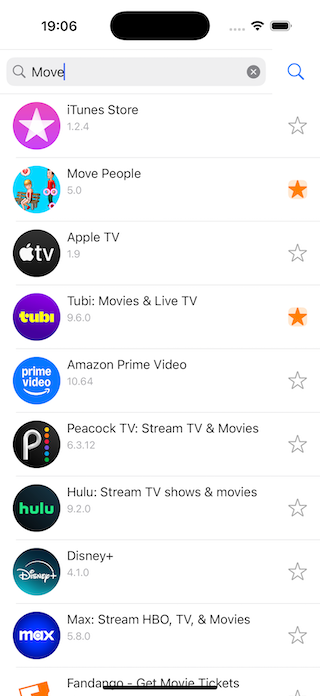 19:06
Move
iTunes Store
1.2.4
Move People
5.0
tv
Apple TV
1.9
tubi
Tubi: Movies & Live TV
9.6.0
prime
video
Amazon Prime Video
10.64
P
Peacock TV: Stream TV & Movies
6.3.12
hulu
Hulu: Stream TV shows & movies
9.2.0
Disney+
Disney+
4.1.0
max
Max: Stream HBO, TV, & Movies
5.8.0
Fandango - Get Movie Tickets